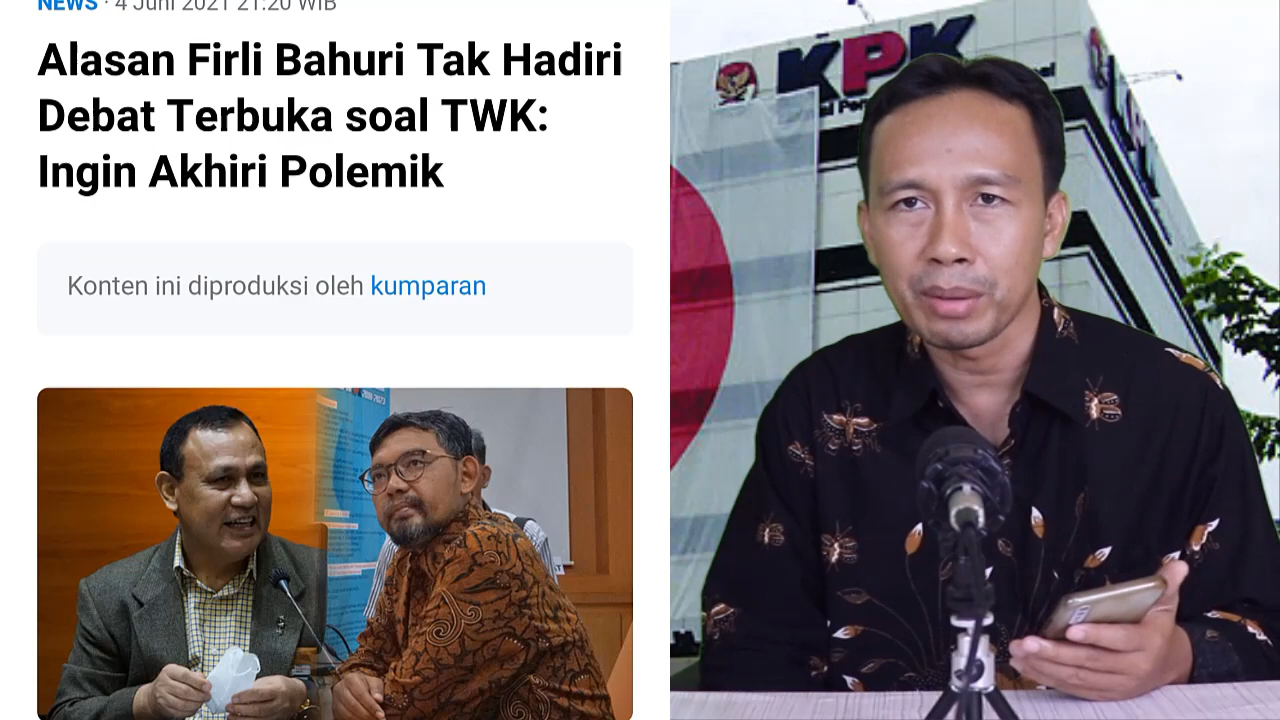 NEWS · 4 Juni 2021 21:20 WIB
Alasan Firli Bahuri Tak Hadiri
Debat Terbuka soal TWK:
Ingin Akhiri Polemik
Konten ini diproduksi oleh kumparan
KPK